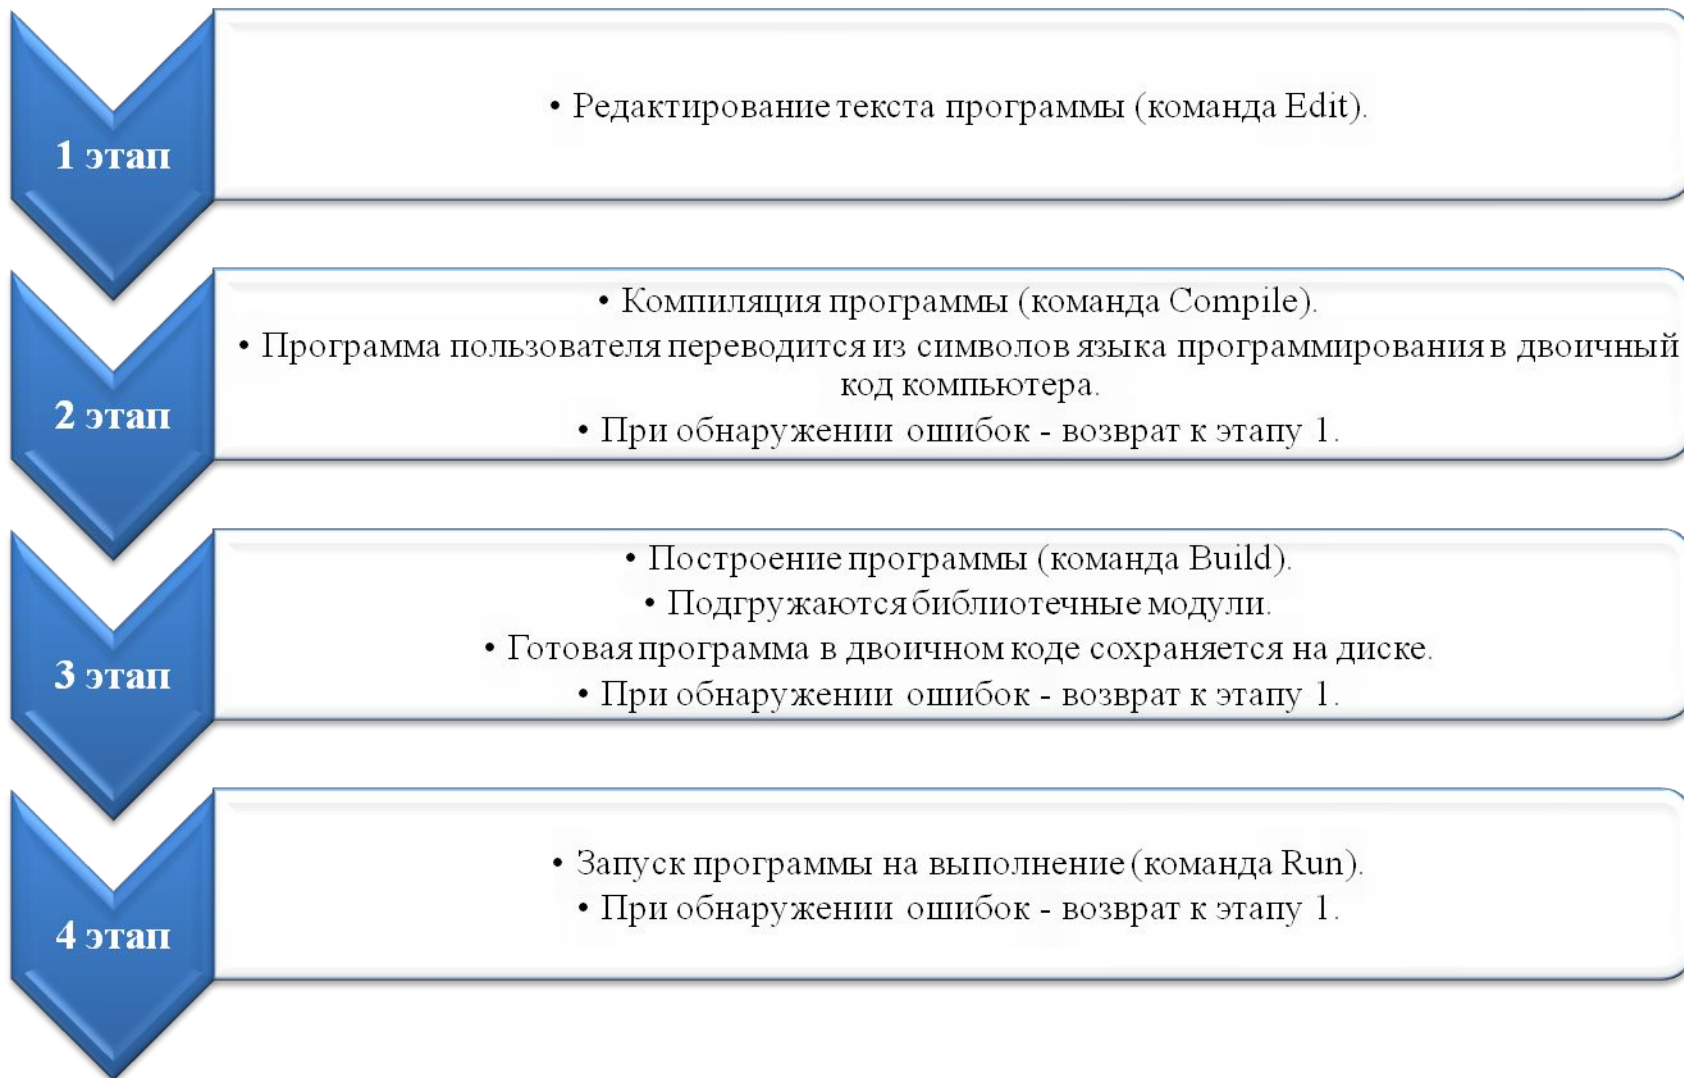 1 этап
• Редактирование текста программы (команда Edit).
2 этап
• Компиляция программы (команда Compile).
• Программа пользователя переводится из символов языка программирования в двоичный
код компьютера.
• При обнаружении ошибок - возврат к этапу 1.
3 этап
• Построение программы (команда Build).
• Подгружаются библиотечные модули.
• Готовая программа в двоичном коде сохраняется на диске.
• При обнаружении ошибок - возврат к этапу 1.
4 этап
• Запуск программы на выполнение (команда Run).
• При обнаружении ошибок - возврат к этапу 1.